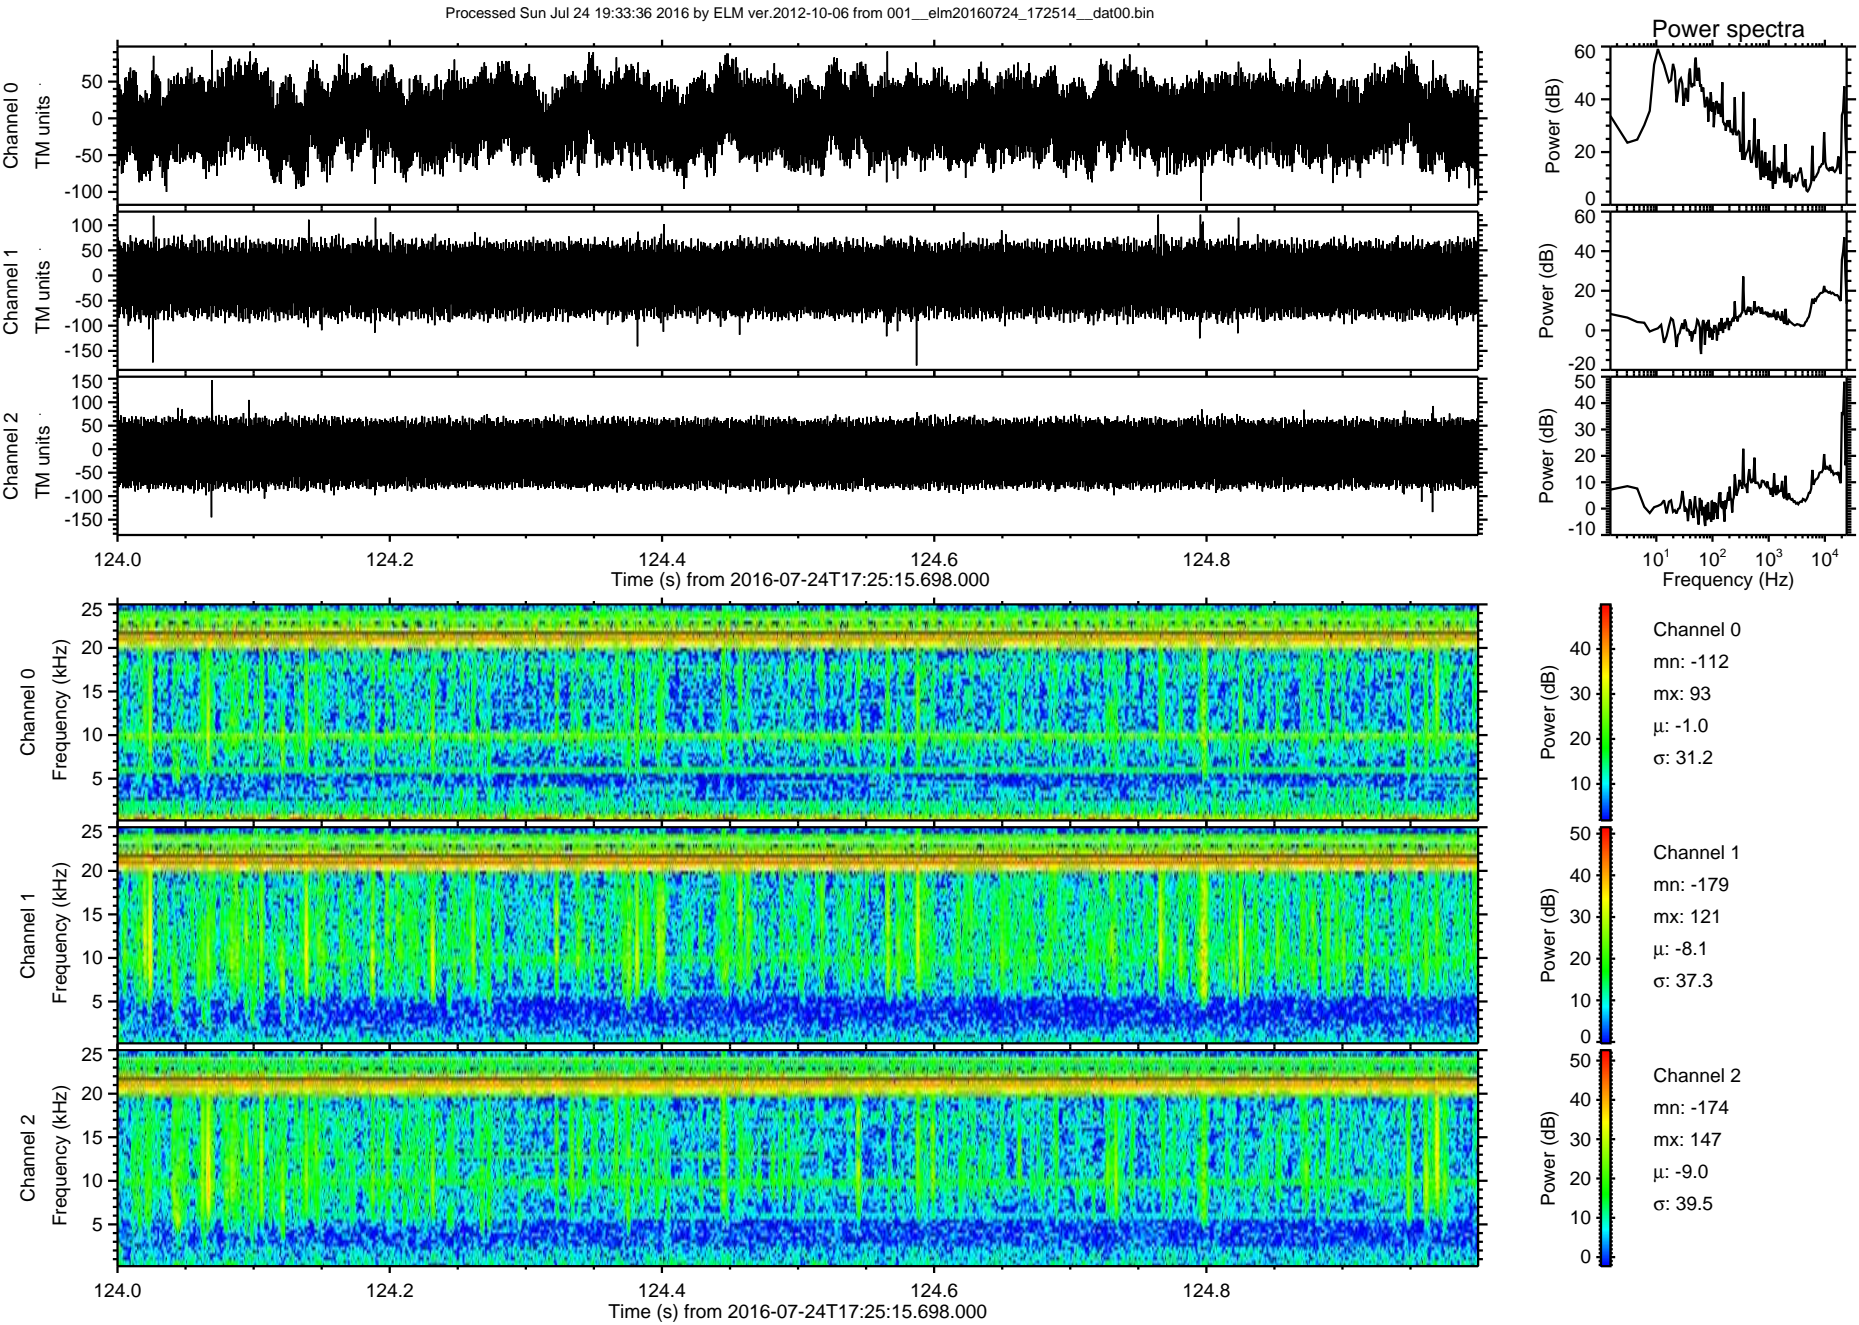 Processed Sun Jul 24 19:33:36 2016 by ELM ver.2012-10-06 from 001__elm20160724_172514__dat00.bin
Power spectra
Channel 0
TM units
50
0
-50
-100
Power (dB)
60
40
20
0
Channel 1
TM units
100
50
0
-50
-100
-150
Power (dB)
60
40
20
0
-20
Channel 2
TM units
150
100
50
0
-50
-100
-150
Power (dB)
50
40
30
20
10
0
-10
124.0 124.2 124.4 124.6 124.8
Time (s) from 2016-07-24T17:25:15.698.000
10¹ 10² 10³ 10⁴
Frequency (Hz)
Channel 0
Frequency (kHz)
25
20
15
10
5
Power (dB)
40
30
20
10
Channel 0
mn: -112
mx: 93
μ: -1.0
σ: 31.2
Channel 1
Frequency (kHz)
25
20
15
10
5
Power (dB)
50
40
30
20
10
0
Channel 1
mn: -179
mx: 121
μ: -8.1
σ: 37.3
Channel 2
Frequency (kHz)
25
20
15
10
5
Power (dB)
50
40
30
20
10
0
Channel 2
mn: -174
mx: 147
μ: -9.0
σ: 39.5
124.0 124.2 124.4 124.6 124.8
Time (s) from 2016-07-24T17:25:15.698.000